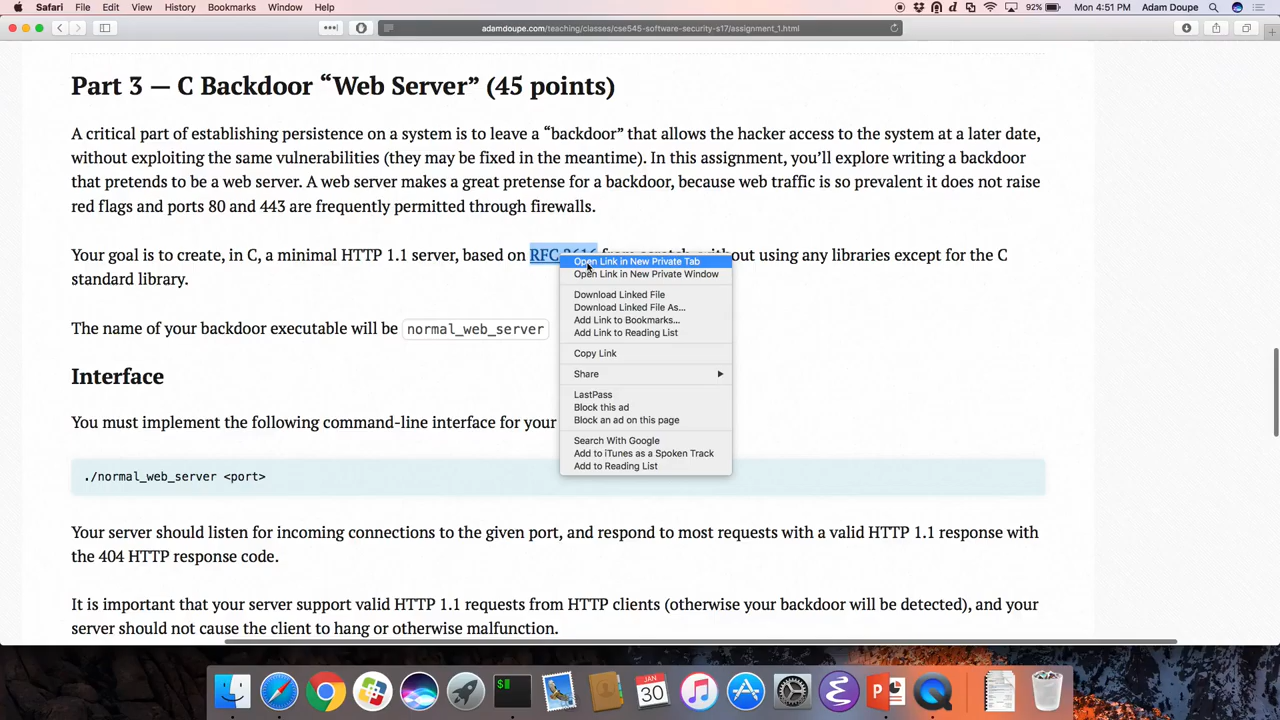 Safari File Edit View History Bookmarks Window Help 92% Mon 4:51 PM Adam Doupe
adamdoupe.com/teaching/classes/cse545-software-security-s17/assignment_1.html
Part 3 — C Backdoor “Web Server” (45 points)
A critical part of establishing persistence on a system is to leave a “backdoor” that allows the hacker access to the system at a later date,
without exploiting the same vulnerabilities (they may be fixed in the meantime). In this assignment, you’ll explore writing a backdoor
that pretends to be a web server. A web server makes a great pretense for a backdoor, because web traffic is so prevalent it does not raise
red flags and ports 80 and 443 are frequently permitted through firewalls.
Your goal is to create, in C, a minimal HTTP 1.1 server, based on RFC 2616 from scratch without using any libraries except for the C
standard library.
The name of your backdoor executable will be normal_web_server
Interface
You must implement the following command-line interface for your
./normal_web_server <port>
Your server should listen for incoming connections to the given port, and respond to most requests with a valid HTTP 1.1 response with
the 404 HTTP response code.
It is important that your server support valid HTTP 1.1 requests from HTTP clients (otherwise your backdoor will be detected), and your
server should not cause the client to hang or otherwise malfunction.
Open Link in New Private Tab
Open Link in New Private Window
Download Linked File
Download Linked File As...
Add Link to Bookmarks...
Add Link to Reading List
Copy Link
Share
LastPass
Block this ad
Block an ad on this page
Search With Google
Add to iTunes as a Spoken Track
Add to Reading List
$
JAN
30
P